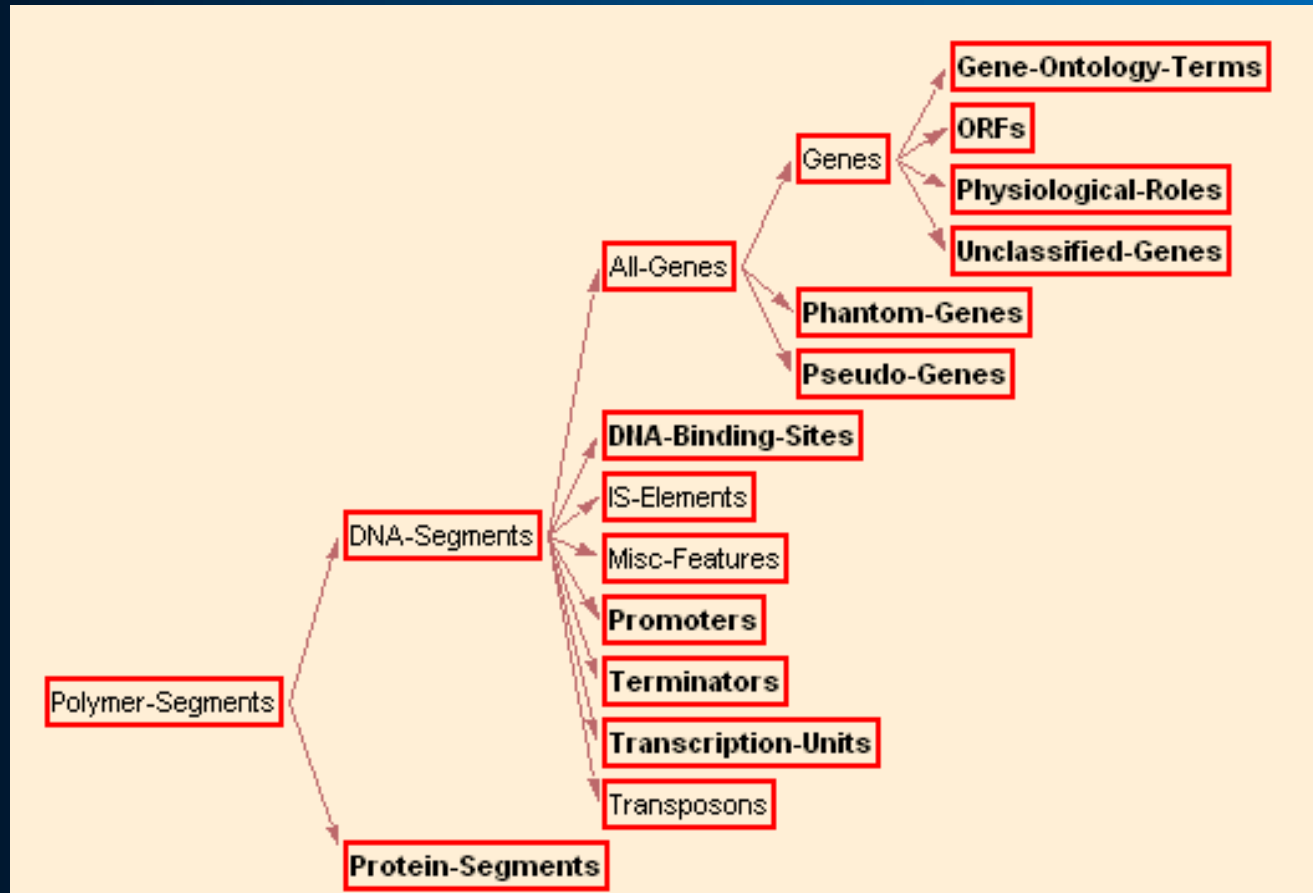 Gene-Ontology-Terms
ORFs
Genes
Physiological-Roles
Unclassified-Genes
All-Genes
Phantom-Genes
Pseudo-Genes
DNA-Binding-Sites
IS-Elements
DNA-Segments
Misc-Features
Promoters
Terminators
Polymer-Segments
Transcription-Units
Transposons
Protein-Segments